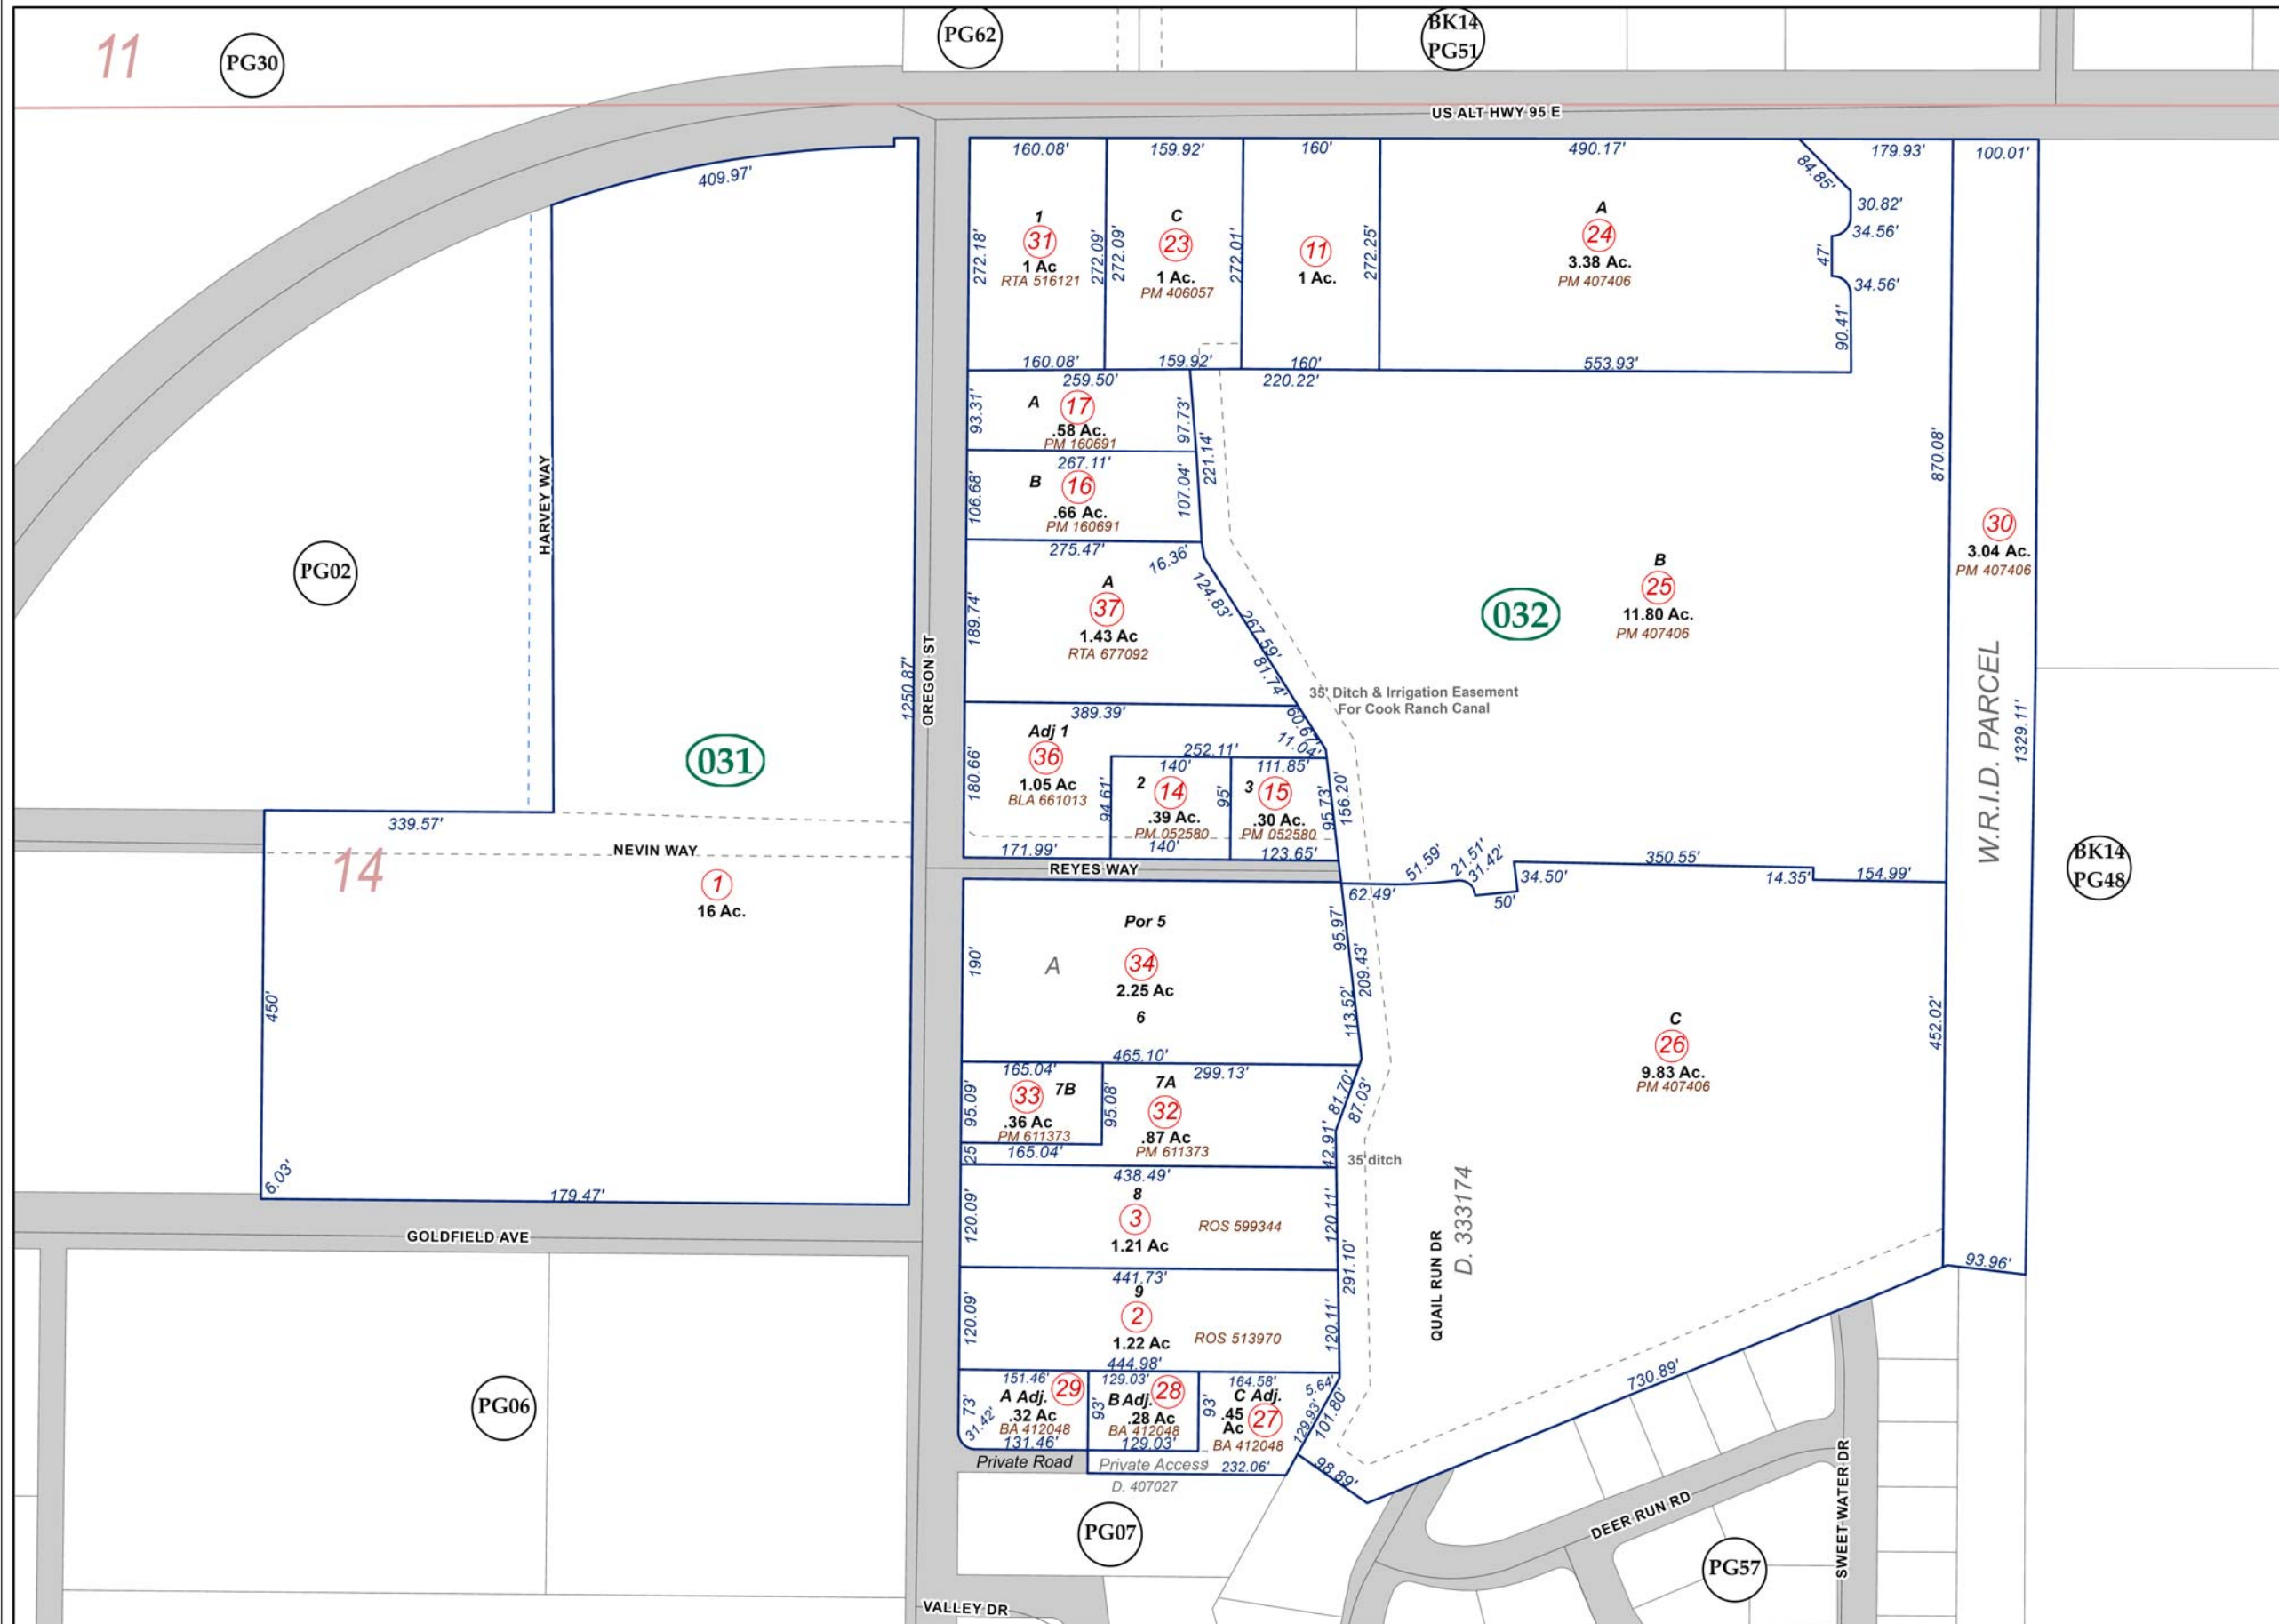 11
PG30
PG62
BK14
PG51
US ALT HWY 95 E
409.97'
160.08'
159.92'
160'
490.17'
179.93'
100.01'
84.85'
30.82'
34.56'
47'
34.56'
90.41'
272.18'
1
31
1 Ac
RTA 516121
272.09'
272.09'
C
23
1 Ac.
PM 406057
272.01'
11
1 Ac.
272.25'
A
24
3.38 Ac.
PM 407406
160.08'
159.92'
160'
553.93'
259.50'
220.22'
93.31'
A
17
.58 Ac.
PM 160691
97.73'
221.14'
267.11'
106.68'
B
16
.66 Ac.
PM 160691
107.04'
870.08'
30
3.04 Ac.
PM 407406
HARVEY WAY
PG02
275.47'
16.36'
124.83'
267.59'
81.74'
189.74'
A
37
1.43 Ac
RTA 677092
032
B
25
11.80 Ac.
PM 407406
35' Ditch & Irrigation Easement
For Cook Ranch Canal
W.R.I.D. PARCEL
1329.11'
1250.87'
OREGON ST
031
389.39'
60.67'
11.04'
180.66'
Adj 1
36
1.05 Ac
BLA 661013
252.11'
140'
111.85'
94.61'
2
14
.39 Ac.
PM 052580
95'
3
15
.30 Ac.
PM 052580
95.73'
156.20'
171.99'
140'
123.65'
339.57'
NEVIN WAY
14
1
16 Ac.
REYES WAY
62.49'
51.59'
21.51'
31.42'
50'
34.50'
350.55'
14.35'
154.99'
BK14
PG48
450'
6.03'
179.47'
190'
Por 5
A
34
2.25 Ac
6
95.97'
209.43'
113.52'
465.10'
C
26
9.83 Ac.
PM 407406
452.02'
165.04'
299.13'
95.09'
33
7B
.36 Ac
PM 611373
95.08'
7A
32
.87 Ac
PM 611373
81.70'
87.03'
42.91'
25
165.04'
35' ditch
438.49'
120.09'
8
3
1.21 Ac
ROS 599344
120.11'
291.10'
QUAIL RUN DR
D. 333174
93.96'
GOLDFIELD AVE
441.73'
120.09'
9
2
1.22 Ac
ROS 513970
120.11'
444.98'
151.46'
129.03'
164.58'
5.64'
73'
31.42'
A Adj.
29
.32 Ac
BA 412048
131.46'
93'
B Adj.
28
.28 Ac
BA 412048
129.03'
93'
C Adj.
.45
Ac
27
BA 412048
129.93'
101.80'
98.89'
730.89'
Private Road
Private Access
232.06'
D. 407027
PG06
PG07
DEER RUN RD
SWEET WATER DR
PG57
VALLEY DR